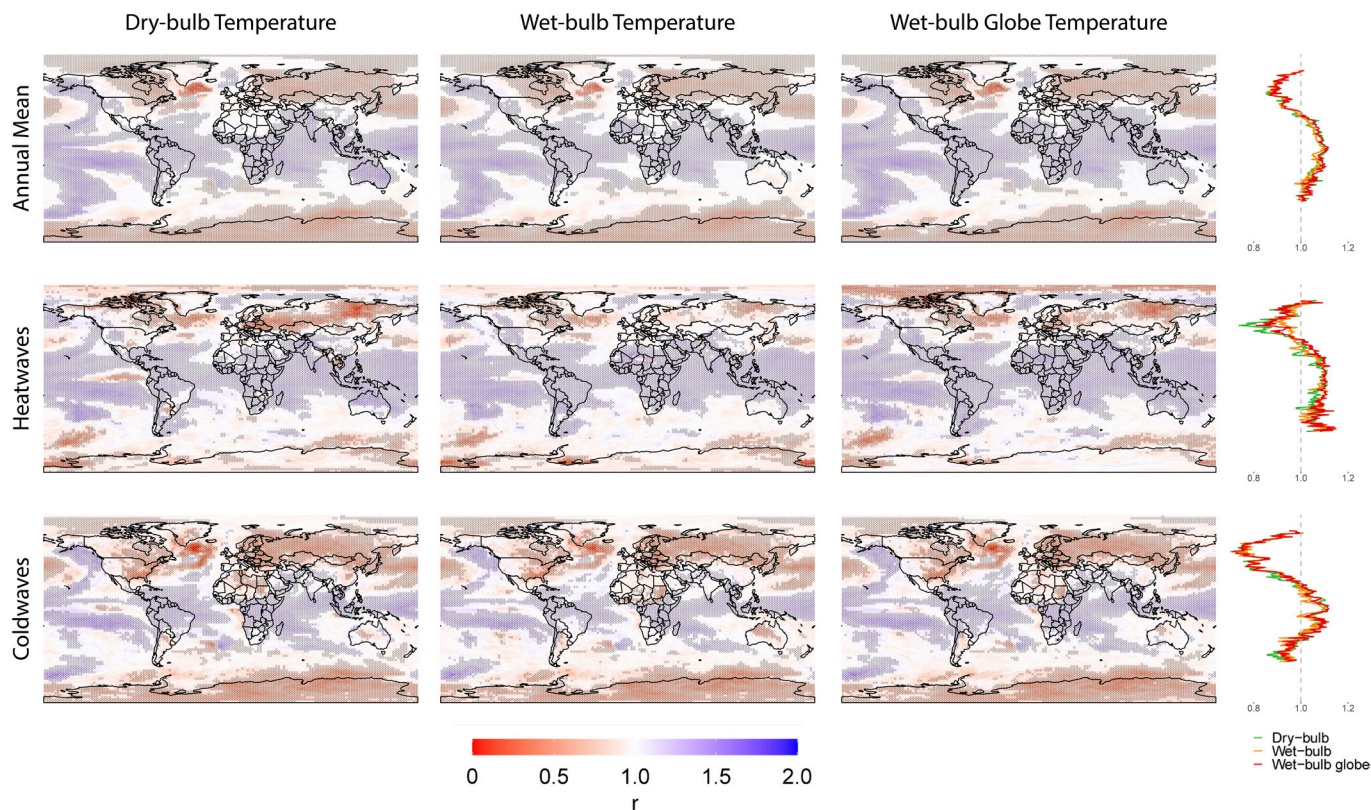 Dry-bulb Temperature
Wet-bulb Temperature
Wet-bulb Globe Temperature
Annual Mean
0.8 1.0 1.2
Heatwaves
0.8 1.0 1.2
Coldwaves
0.8 1.0 1.2
0 0.5 1.0 1.5 2.0
r
Dry-bulb
Wet-bulb
Wet-bulb globe